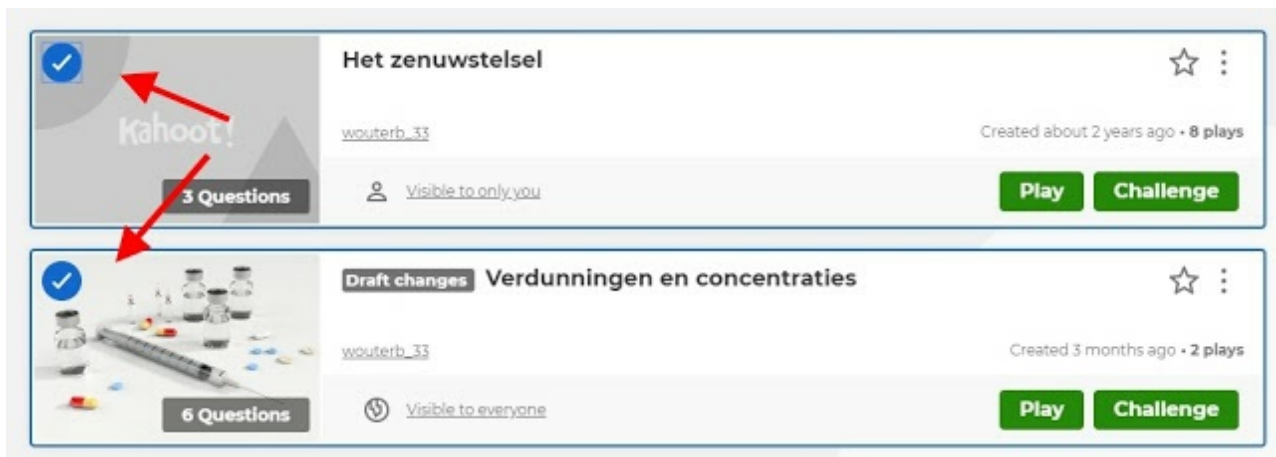 Het zenuwstelsel
Kahoot!
wouterb_33
Created about 2 years ago • 8 plays
3 Questions
Visible to only you
Play
Challenge
Draft changes Verdunningen en concentraties
wouterb_33
Created 3 months ago • 2 plays
6 Questions
Visible to everyone
Play
Challenge